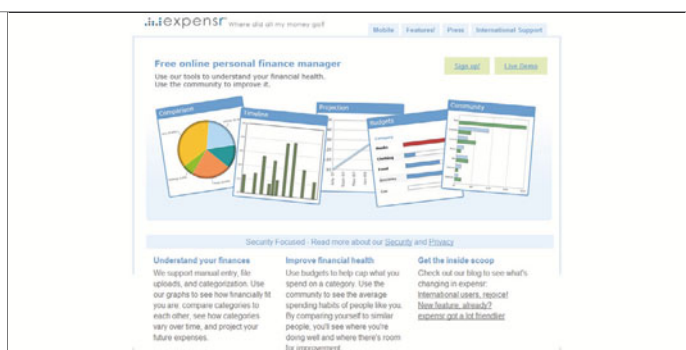 expensr where did all my money go?
Mobile Features! Press International Support
Free online personal finance manager
Use our tools to understand your financial health.
Use the community to improve it.
Sign up! Live Demo
Comparison
Timeline
Projection
Budgets
Community
Security Focused - Read more about our Security and Privacy
Understand your finances
We support manual entry, file
uploads, and categorization. Use
our graphs to see how financially fit
you are, compare categories to
each other, see how categories
vary over time, and project your
future expenses.
Improve financial health
Use budgets to help cap what you
spend on a category. Use the
community to see the average
spending habits of people like you.
By comparing yourself to similar
people, you'll see where you're
doing well and where there's room
for improvement
Get the inside scoop
Check out our blog to see what's
changing in expensr:
International users, rejoice!
New feature, already?
expensr got a lot friendlier